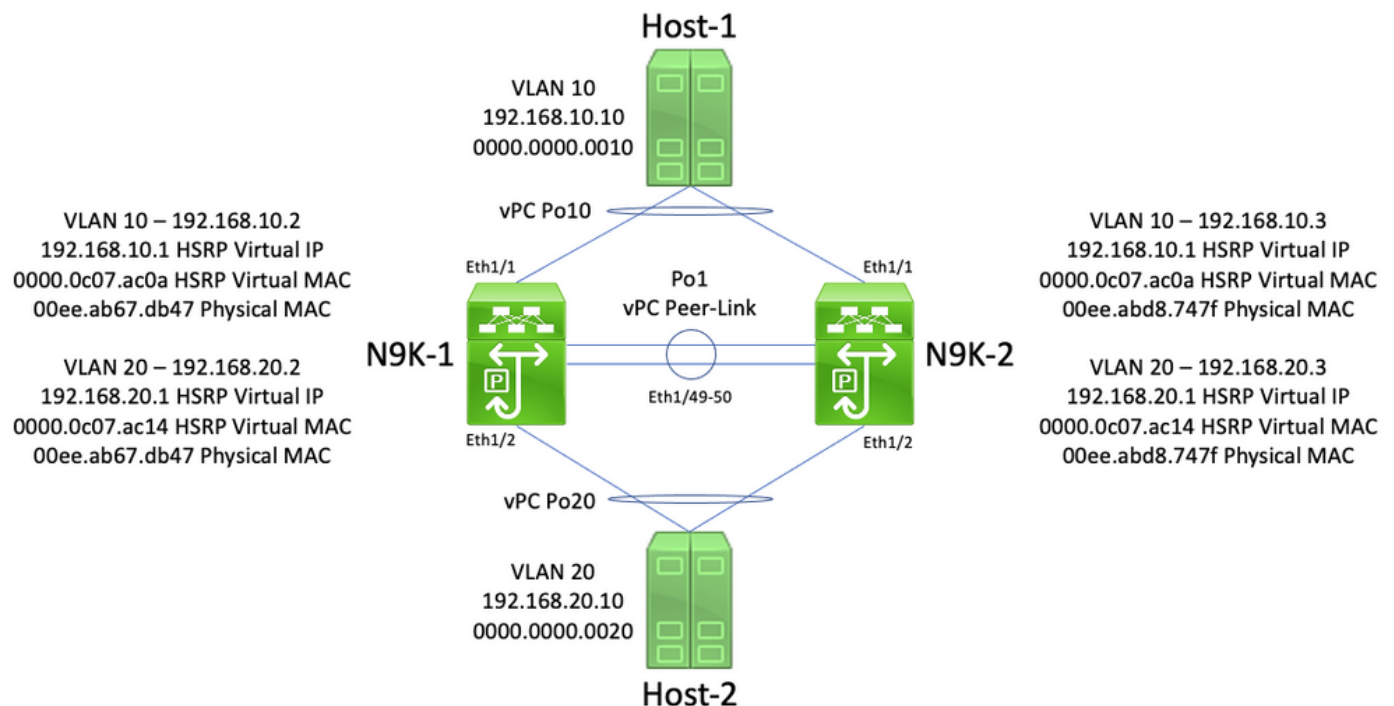 Host-1
VLAN 10
192.168.10.10
0000.0000.0010
vPC Po10
VLAN 10 – 192.168.10.2
192.168.10.1 HSRP Virtual IP
0000.0c07.ac0a HSRP Virtual MAC
00ee.ab67.db47 Physical MAC
VLAN 20 – 192.168.20.2
192.168.20.1 HSRP Virtual IP
0000.0c07.ac14 HSRP Virtual MAC
00ee.ab67.db47 Physical MAC
Eth1/1
N9K-1
P
Eth1/2
Po1
vPC Peer-Link
Eth1/49-50
Eth1/1
N9K-2
P
Eth1/2
VLAN 10 – 192.168.10.3
192.168.10.1 HSRP Virtual IP
0000.0c07.ac0a HSRP Virtual MAC
00ee.abd8.747f Physical MAC
VLAN 20 – 192.168.20.3
192.168.20.1 HSRP Virtual IP
0000.0c07.ac14 HSRP Virtual MAC
00ee.abd8.747f Physical MAC
vPC Po20
VLAN 20
192.168.20.10
0000.0000.0020
Host-2